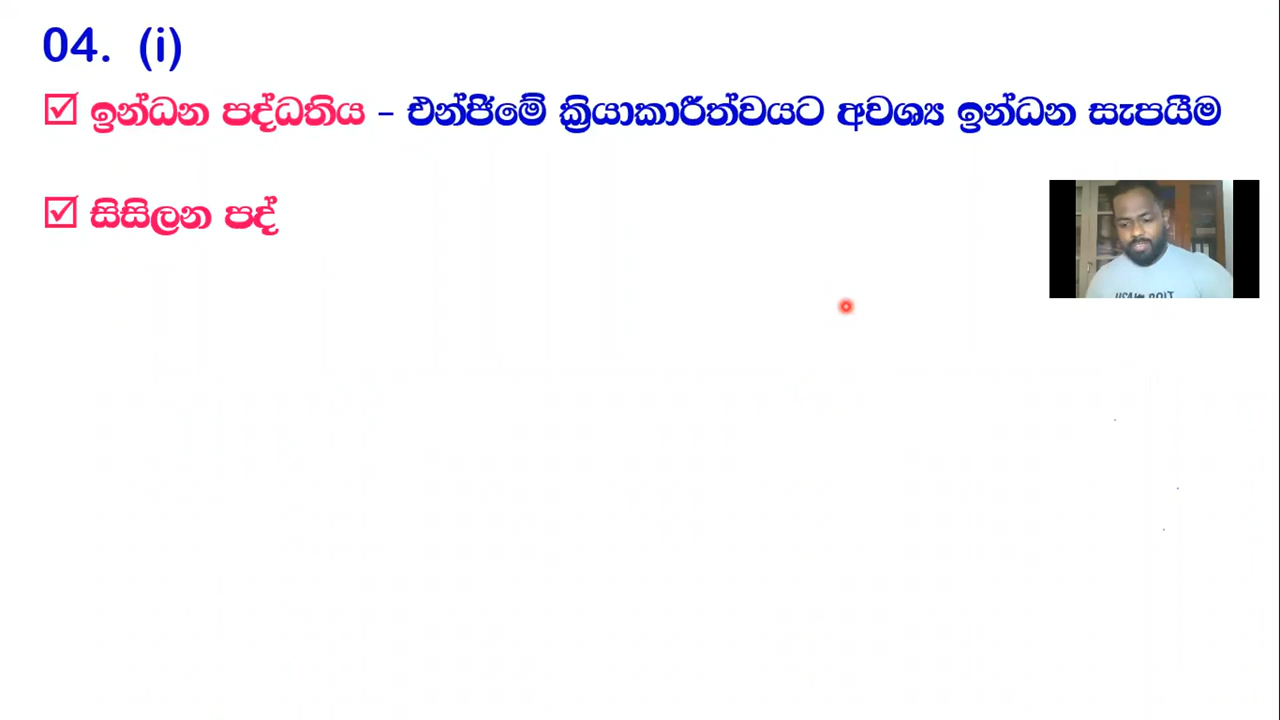 04. (i)
☑ ඉන්ධන පද්ධතිය – එන්ජිමේ ක්‍රියාකාරීත්වයට අවශ්‍ය ඉන්ධන සැපයීම
☑ සිසිලන පද්